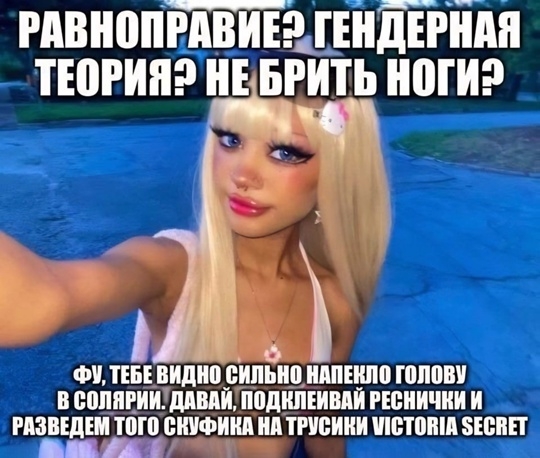 РАВНОПРАВИЕ? ГЕНДЕРНАЯ
ТЕОРИЯ? НЕ БРИТЬ НОГИ?
ФУ, ТЕБЕ ВИДНО СИЛЬНО НАПЕКЛО ГОЛОВУ
В СОЛЯРИИ. ДАВАЙ, ПОДКЛЕИВАЙ РЕСНИЧКИ И
РАЗВЕДЕМ ТОГО СКУФИКА НА ТРУСИКИ VICTORIA SECRET